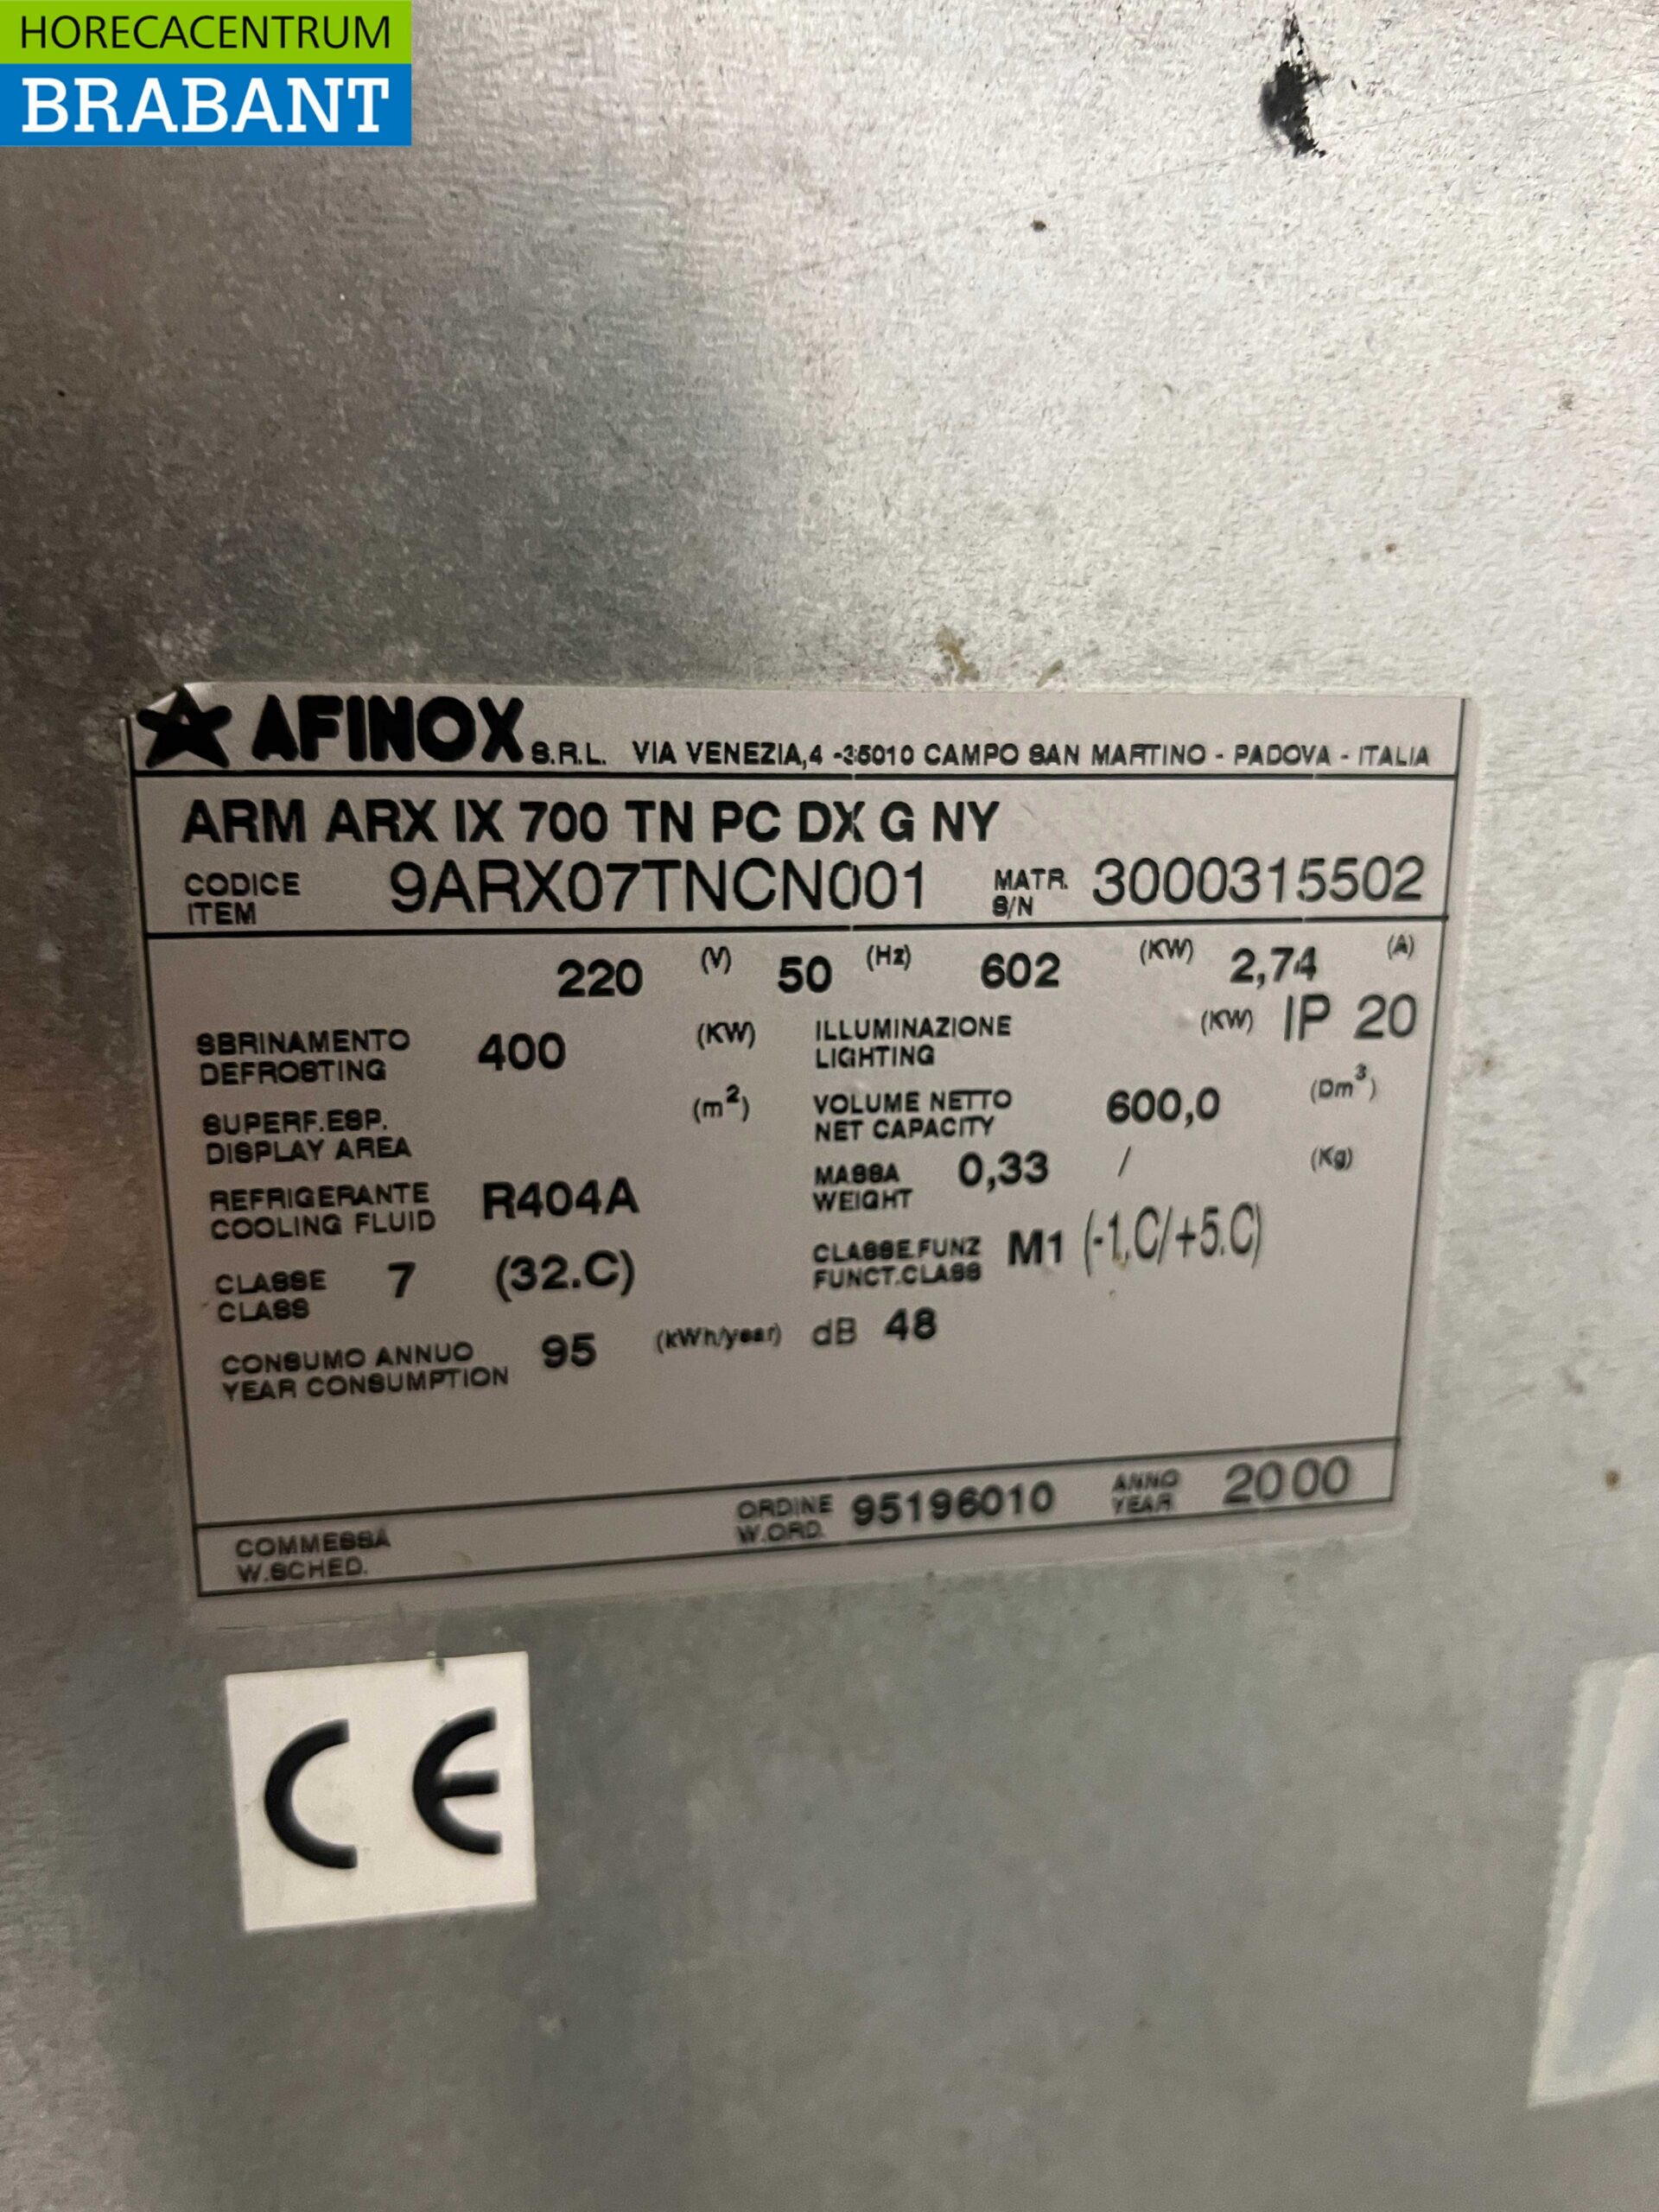 HORECACENTRUM
BRABANT
AFINOX S.R.L. VIA VENEZIA,4 -35010 CAMPO SAN MARTINO - PADOVA - ITALIA
ARM ARX IX 700 TN PC DX G NY
CODICE ITEM 9ARX07TNCN001 MATR. S/N 3000315502
220 (V) 50 (Hz) 602 (KW) 2,74 (A)
SBRINAMENTO DEFROSTING 400 (KW) ILLUMINAZIONE LIGHTING (KW) IP 20
SUPERF.ESP. DISPLAY AREA (m²) VOLUME NETTO NET CAPACITY 600,0 (Dm³)
REFRIGERANTE COOLING FLUID R404A MASSA WEIGHT 0,33 / (Kg)
CLASSE CLASS 7 (32.C) CLASSE.FUNZ FUNCT.CLASS M1 (-1.C/+5.C)
CONSUMO ANNUO YEAR CONSUMPTION 95 (kWh/year) dB 48
COMMESSA W.SCHED. ORDINE W.ORD. 95196010 ANNO YEAR 2000
CE